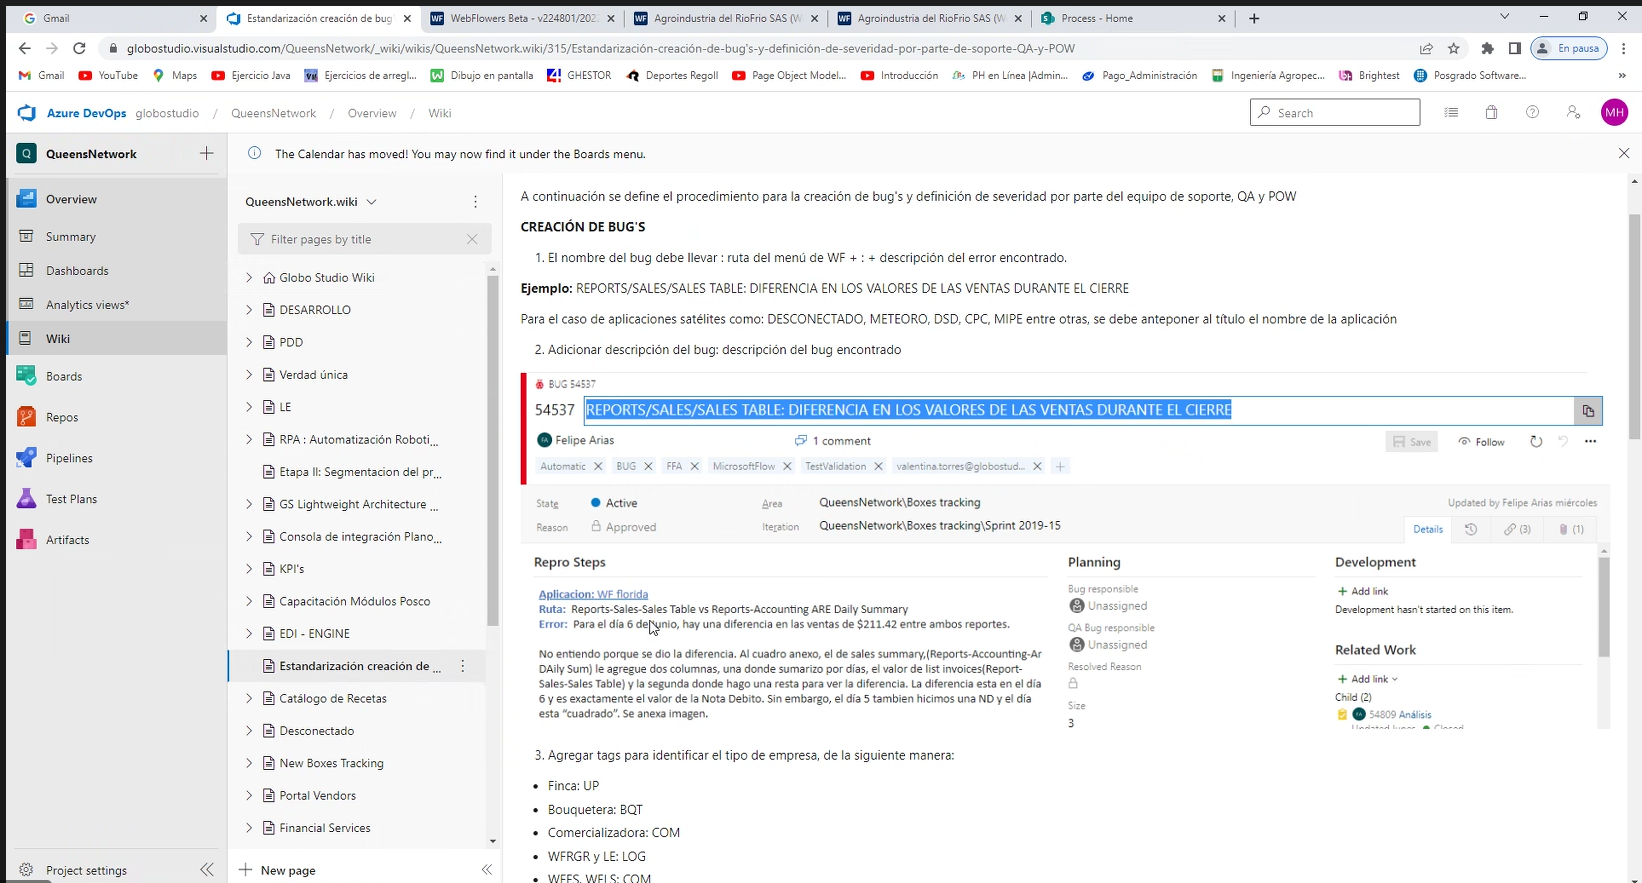 Gmail
Estandarización creación de bug
WebFlowers Beta - v224801/202
Agroindustria del RioFrio SAS (W
Agroindustria del RioFrio SAS (W
Process - Home
globostudio.visualstudio.com/QueensNetwork/_wiki/wikis/QueensNetwork.wiki/315/Estandarización-creación-de-bug's-y-definición-de-severidad-por-parte-de-soporte-QA-y-POW
En pausa
Gmail
YouTube
Maps
Ejercicio Java
Ejercicios de arregl...
Dibujo en pantalla
GHESTOR
Deportes Regoll
Page Object Model...
Introducción
PH en Línea |Admin...
Pago_Administración
Ingeniería Agropec...
Brightest
Posgrado Software...
»
Azure DevOps globostudio / QueensNetwork / Overview / Wiki
Search
MH
Q QueensNetwork
The Calendar has moved! You may now find it under the Boards menu.
Overview
Summary
Dashboards
Analytics views*
Wiki
Boards
Repos
Pipelines
Test Plans
Artifacts
Project settings
QueensNetwork.wiki
Filter pages by title
Globo Studio Wiki
DESARROLLO
PDD
Verdad única
LE
RPA : Automatización Roboti...
Etapa II: Segmentacion del pr...
GS Lightweight Architecture ...
Consola de integración Plano...
KPI's
Capacitación Módulos Posco
EDI - ENGINE
Estandarización creación de ...
Catálogo de Recetas
Desconectado
New Boxes Tracking
Portal Vendors
Financial Services
New page
A continuación se define el procedimiento para la creación de bug's y definición de severidad por parte del equipo de soporte, QA y POW
CREACIÓN DE BUG'S
1. El nombre del bug debe llevar : ruta del menú de WF + : + descripción del error encontrado.
Ejemplo: REPORTS/SALES/SALES TABLE: DIFERENCIA EN LOS VALORES DE LAS VENTAS DURANTE EL CIERRE
Para el caso de aplicaciones satélites como: DESCONECTADO, METEORO, DSD, CPC, MIPE entre otras, se debe anteponer al título el nombre de la aplicación
2. Adicionar descripción del bug: descripción del bug encontrado
BUG 54537
54537 REPORTS/SALES/SALES TABLE: DIFERENCIA EN LOS VALORES DE LAS VENTAS DURANTE EL CIERRE
FA Felipe Arias
1 comment
Save
Follow
Automatic
BUG
FFA
MicrosoftFlow
TestValidation
valentina.torres@globostud...
State Active
Area QueensNetwork\Boxes tracking
Updated by Felipe Arias miércoles
Reason Approved
Iteration QueensNetwork\Boxes tracking\Sprint 2019-15
Details
(3)
(1)
Repro Steps
Aplicacion: WF florida
Ruta: Reports-Sales-Sales Table vs Reports-Accounting ARE Daily Summary
Error: Para el día 6 de junio, hay una diferencia en las ventas de $211.42 entre ambos reportes.
No entiendo porque se dio la diferencia. Al cuadro anexo, el de sales summary,(Reports-Accounting-Ar
DAily Sum) le agregue dos columnas, una donde sumarizo por días, el valor de list invoices(Report-
Sales-Sales Table) y la segunda donde hago una resta para ver la diferencia. La diferencia esta en el día
6 y es exactamente el valor de la Nota Debito. Sin embargo, el día 5 tambien hicimos una ND y el día
esta "cuadrado". Se anexa imagen.
Planning
Bug responsible
Unassigned
QA Bug responsible
Unassigned
Resolved Reason
Size
3
Development
Add link
Development hasn't started on this item.
Related Work
Add link
Child (2)
FA 54809 Análisis
Updated lunes Closed
3. Agregar tags para identificar el tipo de empresa, de la siguiente manera:
• Finca: UP
• Bouquetera: BQT
• Comercializadora: COM
• WFRGR y LE: LOG
• WFFS, WFLS: COM